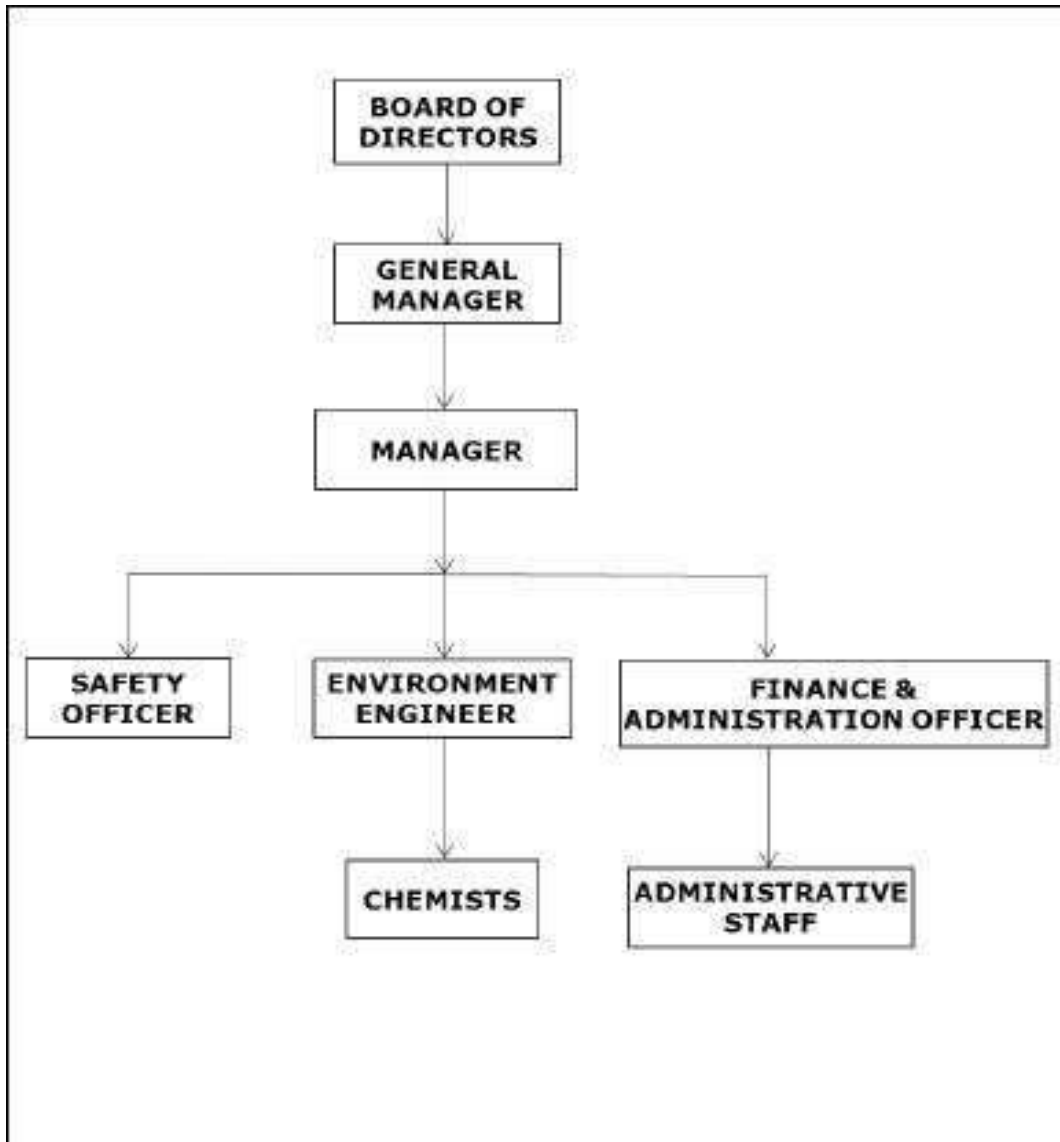 BOARD OF
DIRECTORS
GENERAL
MANAGER
MANAGER
SAFETY
OFFICER
ENVIRONMENT
ENGINEER
FINANCE &
ADMINISTRATION OFFICER
CHEMISTS
ADMINISTRATIVE
STAFF